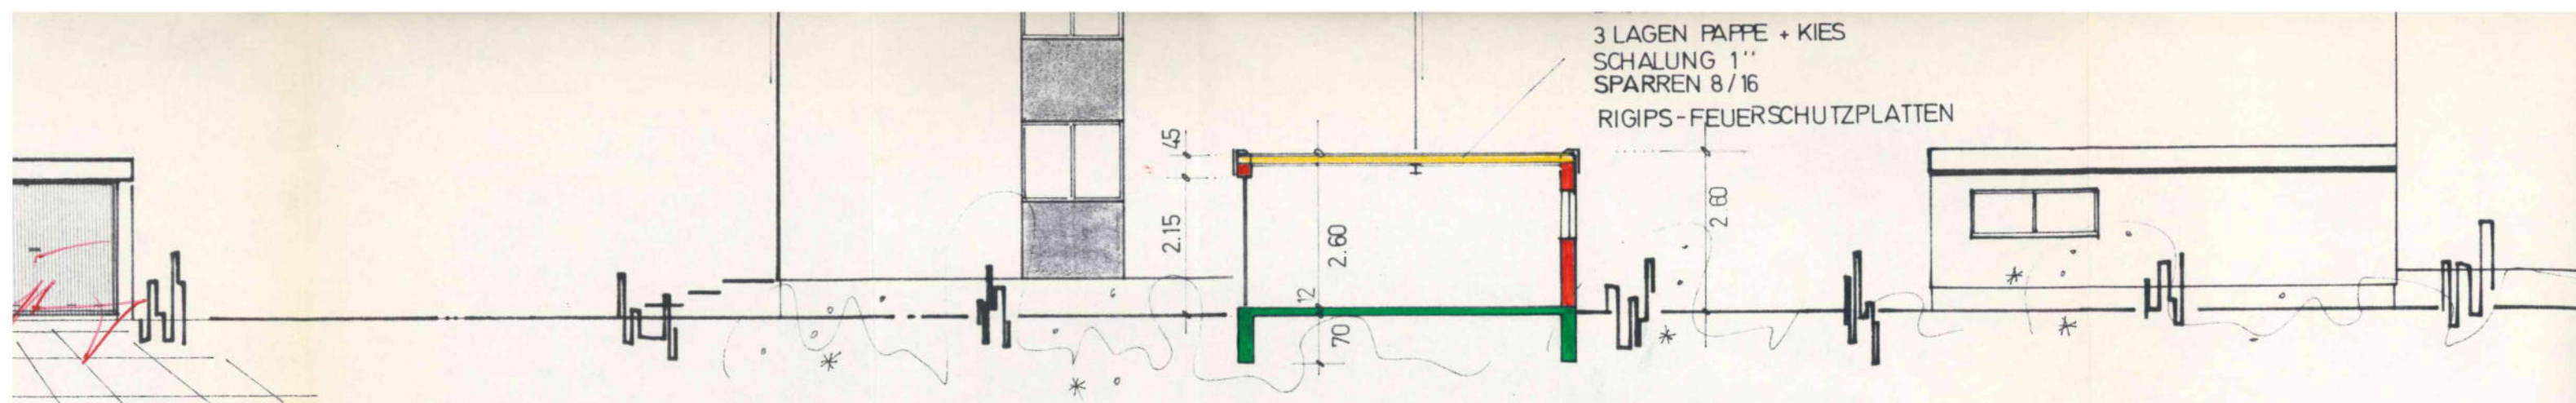 3 LAGEN PAPPE + KIES
SCHALUNG 1''
SPARREN 8/16
RIGIPS-FEUERSCHUTZPLATTEN
45
2.15
2.60
12
70
2.60